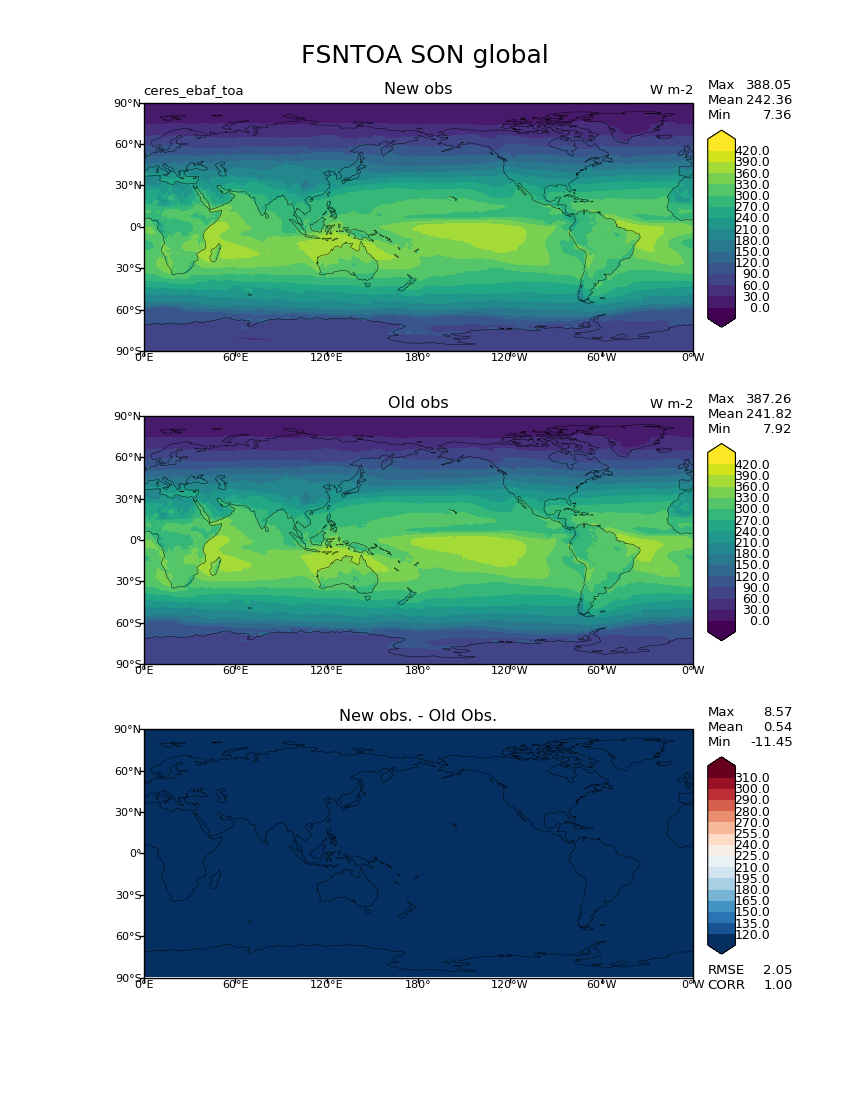 FSNTOA SON global
ceres_ebaf_toa New obs W m-2
Max 388.05
Mean 242.36
Min 7.36
90°N
60°N
30°N
0°
30°S
60°S
90°S
0°E 60°E 120°E 180° 120°W 60°W 0°W
420.0
390.0
360.0
330.0
300.0
270.0
240.0
210.0
180.0
150.0
120.0
90.0
60.0
30.0
0.0
Old obs W m-2
Max 387.26
Mean 241.82
Min 7.92
90°N
60°N
30°N
0°
30°S
60°S
90°S
0°E 60°E 120°E 180° 120°W 60°W 0°W
420.0
390.0
360.0
330.0
300.0
270.0
240.0
210.0
180.0
150.0
120.0
90.0
60.0
30.0
0.0
New obs. - Old Obs.
Max 8.57
Mean 0.54
Min -11.45
90°N
60°N
30°N
0°
30°S
60°S
90°S
0°E 60°E 120°E 180° 120°W 60°W 0°W
310.0
300.0
290.0
280.0
270.0
255.0
240.0
225.0
210.0
195.0
180.0
165.0
150.0
135.0
120.0
RMSE 2.05
CORR 1.00